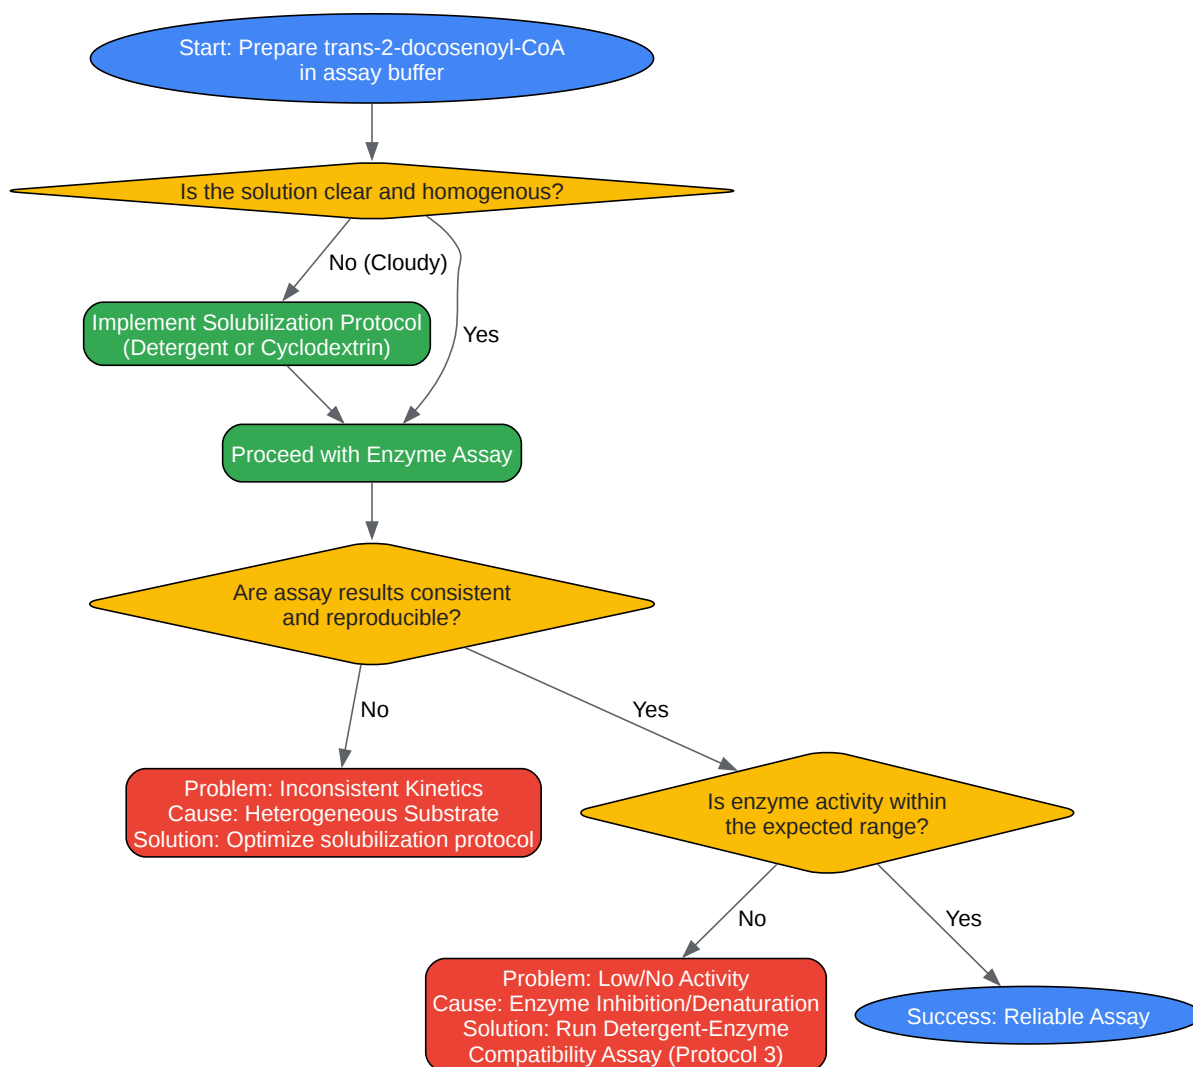 Start: Prepare trans-2-docosenoyl-CoA
in assay buffer
Is the solution clear and homogenous?
No (Cloudy)
Implement Solubilization Protocol
(Detergent or Cyclodextrin)
Yes
Proceed with Enzyme Assay
Are assay results consistent
and reproducible?
No
Yes
Problem: Inconsistent Kinetics
Cause: Heterogeneous Substrate
Solution: Optimize solubilization protocol
Is enzyme activity within
the expected range?
No
Yes
Problem: Low/No Activity
Cause: Enzyme Inhibition/Denaturation
Solution: Run Detergent-Enzyme
Compatibility Assay (Protocol 3)
Success: Reliable Assay